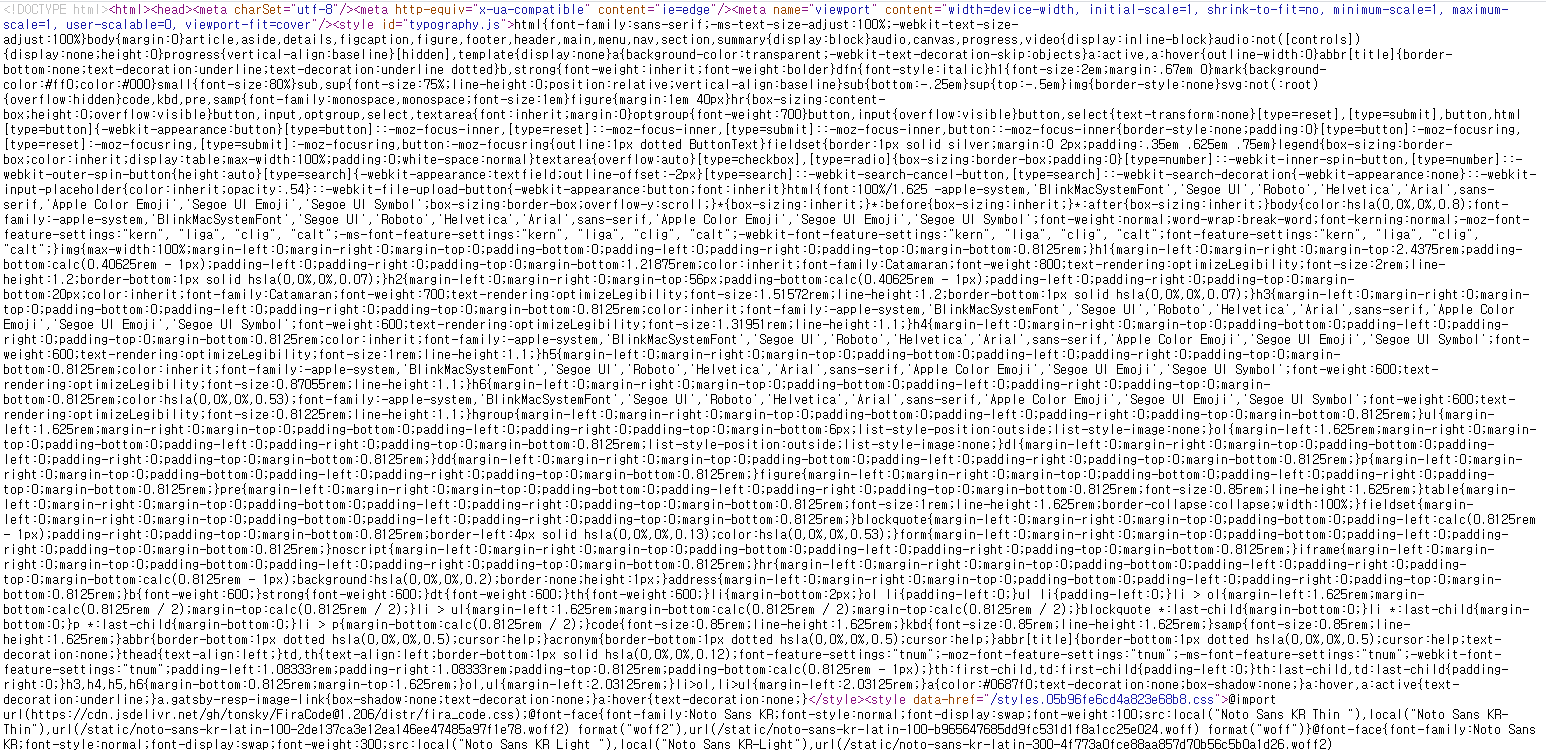 <!DOCTYPE html><html><head><meta charSet="utf-8"/><meta http-equiv="x-ua-compatible" content="ie=edge"/><meta name="viewport" content="width=device-width, initial-scale=1, shrink-to-fit=no, minimum-scale=1, maximum-
scale=1, user-scalable=0, viewport-fit=cover"/><style id="typography.js">html{font-family:sans-serif;-ms-text-size-adjust:100%;-webkit-text-size-
adjust:100%}body{margin:0}article,aside,details,figcaption,figure,footer,header,main,menu,nav,section,summary{display:block}audio,canvas,progress,video{display:inline-block}audio:not([controls])
{display:none;height:0}progress{vertical-align:baseline}[hidden],template{display:none}a{background-color:transparent;-webkit-text-decoration-skip:objects}a:active,a:hover{outline-width:0}abbr[title]{border-
bottom:none;text-decoration:underline;text-decoration:underline dotted}b,strong{font-weight:inherit;font-weight:bolder}dfn{font-style:italic}h1{font-size:2em;margin:.67em 0}mark{background-
color:#ff0;color:#000}small{font-size:80%}sub,sup{font-size:75%;line-height:0;position:relative;vertical-align:baseline}sub{bottom:-.25em}sup{top:-.5em}img{border-style:none}svg:not(:root)
{overflow:hidden}code,kbd,pre,samp{font-family:monospace,monospace;font-size:1em}figure{margin:1em 40px}hr{box-sizing:content-
box;height:0;overflow:visible}button,input,optgroup,select,textarea{font:inherit;margin:0}optgroup{font-weight:700}button,input{overflow:visible}button,select{text-transform:none}[type=reset],[type=submit],button,html
[type=button]{-webkit-appearance:button}[type=button]::-moz-focus-inner,[type=reset]::-moz-focus-inner,[type=submit]::-moz-focus-inner,button::-moz-focus-inner{border-style:none;padding:0}[type=button]:-moz-focusring,
[type=reset]:-moz-focusring,[type=submit]:-moz-focusring,button:-moz-focusring{outline:1px dotted ButtonText}fieldset{border:1px solid silver;margin:0 2px;padding:.35em .625em .75em}legend{box-sizing:border-
box;color:inherit;display:table;max-width:100%;padding:0;white-space:normal}textarea{overflow:auto}[type=checkbox],[type=radio]{box-sizing:border-box;padding:0}[type=number]::-webkit-inner-spin-button,[type=number]::-
webkit-outer-spin-button{height:auto}[type=search]{-webkit-appearance:textfield;outline-offset:-2px}[type=search]::-webkit-search-cancel-button,[type=search]::-webkit-search-decoration{-webkit-appearance:none}::-webkit-
input-placeholder{color:inherit;opacity:.54}::-webkit-file-upload-button{-webkit-appearance:button;font:inherit}html{font:100%/1.625 -apple-system,'BlinkMacSystemFont','Segoe UI','Roboto','Helvetica','Arial',sans-
serif,'Apple Color Emoji','Segoe UI Emoji','Segoe UI Symbol';box-sizing:border-box;overflow-y:scroll;}*{box-sizing:inherit;}*:before{box-sizing:inherit;}*:after{box-sizing:inherit;}body{color:hsla(0,0%,0%,0.8);font-
family:-apple-system,'BlinkMacSystemFont','Segoe UI','Roboto','Helvetica','Arial',sans-serif,'Apple Color Emoji','Segoe UI Emoji','Segoe UI Symbol';font-weight:normal;word-wrap:break-word;font-kerning:normal;-moz-font-
feature-settings:"kern", "liga", "clig", "calt";-ms-font-feature-settings:"kern", "liga", "clig", "calt";-webkit-font-feature-settings:"kern", "liga", "clig", "calt";font-feature-settings:"kern", "liga", "clig",
"calt";}img{max-width:100%;margin-left:0;margin-right:0;margin-top:0;padding-bottom:0;padding-left:0;padding-right:0;padding-top:0;margin-bottom:0.8125rem;}h1{margin-left:0;margin-right:0;margin-top:2.4375rem;padding-
bottom:calc(0.40625rem - 1px);padding-left:0;padding-right:0;padding-top:0;margin-bottom:1.21875rem;color:inherit;font-family:Catamaran;font-weight:800;text-rendering:optimizeLegibility;font-size:2rem;line-
height:1.2;border-bottom:1px solid hsla(0,0%,0%,0.07);}h2{margin-left:0;margin-right:0;margin-top:56px;padding-bottom:calc(0.40625rem - 1px);padding-left:0;padding-right:0;padding-top:0;margin-
bottom:20px;color:inherit;font-family:Catamaran;font-weight:700;text-rendering:optimizeLegibility;font-size:1.51572rem;line-height:1.2;border-bottom:1px solid hsla(0,0%,0%,0.07);}h3{margin-left:0;margin-right:0;margin-
top:0;padding-bottom:0;padding-left:0;padding-right:0;padding-top:0;margin-bottom:0.8125rem;color:inherit;font-family:-apple-system,'BlinkMacSystemFont','Segoe UI','Roboto','Helvetica','Arial',sans-serif,'Apple Color
Emoji','Segoe UI Emoji','Segoe UI Symbol';font-weight:600;text-rendering:optimizeLegibility;font-size:1.31951rem;line-height:1.1;}h4{margin-left:0;margin-right:0;margin-top:0;padding-bottom:0;padding-left:0;padding-
right:0;padding-top:0;margin-bottom:0.8125rem;color:inherit;font-family:-apple-system,'BlinkMacSystemFont','Segoe UI','Roboto','Helvetica','Arial',sans-serif,'Apple Color Emoji','Segoe UI Emoji','Segoe UI Symbol';font-
weight:600;text-rendering:optimizeLegibility;font-size:1rem;line-height:1.1;}h5{margin-left:0;margin-right:0;margin-top:0;padding-bottom:0;padding-left:0;padding-right:0;padding-top:0;margin-
bottom:0.8125rem;color:inherit;font-family:-apple-system,'BlinkMacSystemFont','Segoe UI','Roboto','Helvetica','Arial',sans-serif,'Apple Color Emoji','Segoe UI Emoji','Segoe UI Symbol';font-weight:600;text-
rendering:optimizeLegibility;font-size:0.87055rem;line-height:1.1;}h6{margin-left:0;margin-right:0;margin-top:0;padding-bottom:0;padding-left:0;padding-right:0;padding-top:0;margin-
bottom:0.8125rem;color:hsla(0,0%,0%,0.53);font-family:-apple-system,'BlinkMacSystemFont','Segoe UI','Roboto','Helvetica','Arial',sans-serif,'Apple Color Emoji','Segoe UI Emoji','Segoe UI Symbol';font-weight:600;text-
rendering:optimizeLegibility;font-size:0.81225rem;line-height:1.1;}hgroup{margin-left:0;margin-right:0;margin-top:0;padding-bottom:0;padding-left:0;padding-right:0;padding-top:0;margin-bottom:0.8125rem;}ul{margin-
left:1.625rem;margin-right:0;margin-top:0;padding-bottom:0;padding-left:0;padding-right:0;padding-top:0;margin-bottom:6px;list-style-position:outside;list-style-image:none;}ol{margin-left:1.625rem;margin-right:0;margin-
top:0;padding-bottom:0;padding-left:0;padding-right:0;padding-top:0;margin-bottom:0.8125rem;list-style-position:outside;list-style-image:none;}dl{margin-left:0;margin-right:0;margin-top:0;padding-bottom:0;padding-
left:0;padding-right:0;padding-top:0;margin-bottom:0.8125rem;}dd{margin-left:0;margin-right:0;margin-top:0;padding-bottom:0;padding-left:0;padding-right:0;padding-top:0;margin-bottom:0.8125rem;}p{margin-left:0;margin-
right:0;margin-top:0;padding-bottom:0;padding-left:0;padding-right:0;padding-top:0;margin-bottom:0.8125rem;}figure{margin-left:0;margin-right:0;margin-top:0;padding-bottom:0;padding-left:0;padding-right:0;padding-
top:0;margin-bottom:0.8125rem;}pre{margin-left:0;margin-right:0;margin-top:0;padding-bottom:0;padding-left:0;padding-right:0;padding-top:0;margin-bottom:0.8125rem;font-size:0.85rem;line-height:1.625rem;}table{margin-
left:0;margin-right:0;margin-top:0;padding-bottom:0;padding-left:0;padding-right:0;padding-top:0;margin-bottom:0.8125rem;font-size:1rem;line-height:1.625rem;border-collapse:collapse;width:100%;}fieldset{margin-
left:0;margin-right:0;margin-top:0;padding-bottom:0;padding-left:0;padding-right:0;padding-top:0;margin-bottom:0.8125rem;}blockquote{margin-left:0;margin-right:0;margin-top:0;padding-bottom:0;padding-left:calc(0.8125rem
- 1px);padding-right:0;padding-top:0;margin-bottom:0.8125rem;border-left:4px solid hsla(0,0%,0%,0.13);color:hsla(0,0%,0%,0.53);}form{margin-left:0;margin-right:0;margin-top:0;padding-bottom:0;padding-left:0;padding-
right:0;padding-top:0;margin-bottom:0.8125rem;}noscript{margin-left:0;margin-right:0;margin-top:0;padding-bottom:0;padding-left:0;padding-right:0;padding-top:0;margin-bottom:0.8125rem;}iframe{margin-left:0;margin-
right:0;margin-top:0;padding-bottom:0;padding-left:0;padding-right:0;padding-top:0;margin-bottom:0.8125rem;}hr{margin-left:0;margin-right:0;margin-top:0;padding-bottom:0;padding-left:0;padding-right:0;padding-
top:0;margin-bottom:calc(0.8125rem - 1px);background:hsla(0,0%,0%,0.2);border:none;height:1px;}address{margin-left:0;margin-right:0;margin-top:0;padding-bottom:0;padding-left:0;padding-right:0;padding-top:0;margin-
bottom:0.8125rem;}b{font-weight:600;}strong{font-weight:600;}dt{font-weight:600;}th{font-weight:600;}li{margin-bottom:2px;}ol li{padding-left:0;}ul li{padding-left:0;}li > ol{margin-left:1.625rem;margin-
bottom:calc(0.8125rem / 2);margin-top:calc(0.8125rem / 2);}li > ul{margin-left:1.625rem;margin-bottom:calc(0.8125rem / 2);margin-top:calc(0.8125rem / 2);}blockquote *:last-child{margin-bottom:0;}li *:last-child{margin-
bottom:0;}p *:last-child{margin-bottom:0;}li > p{margin-bottom:calc(0.8125rem / 2);}code{font-size:0.85rem;line-height:1.625rem;}kbd{font-size:0.85rem;line-height:1.625rem;}samp{font-size:0.85rem;line-
height:1.625rem;}abbr{border-bottom:1px dotted hsla(0,0%,0%,0.5);cursor:help;}acronym{border-bottom:1px dotted hsla(0,0%,0%,0.5);cursor:help;}abbr[title]{border-bottom:1px dotted hsla(0,0%,0%,0.5);cursor:help;text-
decoration:none;}thead{text-align:left;}td,th{text-align:left;border-bottom:1px solid hsla(0,0%,0%,0.12);font-feature-settings:"tnum";-moz-font-feature-settings:"tnum";-ms-font-feature-settings:"tnum";-webkit-font-
feature-settings:"tnum";padding-left:1.08333rem;padding-right:1.08333rem;padding-top:0.8125rem;padding-bottom:calc(0.8125rem - 1px);}th:first-child,td:first-child{padding-left:0;}th:last-child,td:last-child{padding-
right:0;}h3,h4,h5,h6{margin-bottom:0.8125rem;margin-top:1.625rem;}ol,ul{margin-left:2.03125rem;}li>ol,li>ul{margin-left:2.03125rem;}a{color:#0687f0;text-decoration:none;box-shadow:none;}a:hover,a:active{text-
decoration:underline;}a.gatsby-resp-image-link{box-shadow:none;text-decoration:none;}a:hover{text-decoration:none;}</style><style data-href="/styles.05b96fe6cd4a823e68b8.css">@import
url(https://cdn.jsdelivr.net/gh/tonsky/FiraCode@1.206/distr/fira_code.css);@font-face{font-family:Noto Sans KR;font-style:normal;font-display:swap;font-weight:100;src:local("Noto Sans KR Thin "),local("Noto Sans KR-
Thin"),url(/static/noto-sans-kr-latin-100-2de137ca3e12ea146ee47485a97f1e78.woff2) format("woff2"),url(/static/noto-sans-kr-latin-100-b965647685dd9fc531d1f8a1cc25e024.woff) format("woff")}@font-face{font-family:Noto Sans
KR;font-style:normal;font-display:swap;font-weight:300;src:local("Noto Sans KR Light "),local("Noto Sans KR-Light"),url(/static/noto-sans-kr-latin-300-4f773a0fce88aa857d70b56c5b0a1d26.woff2)